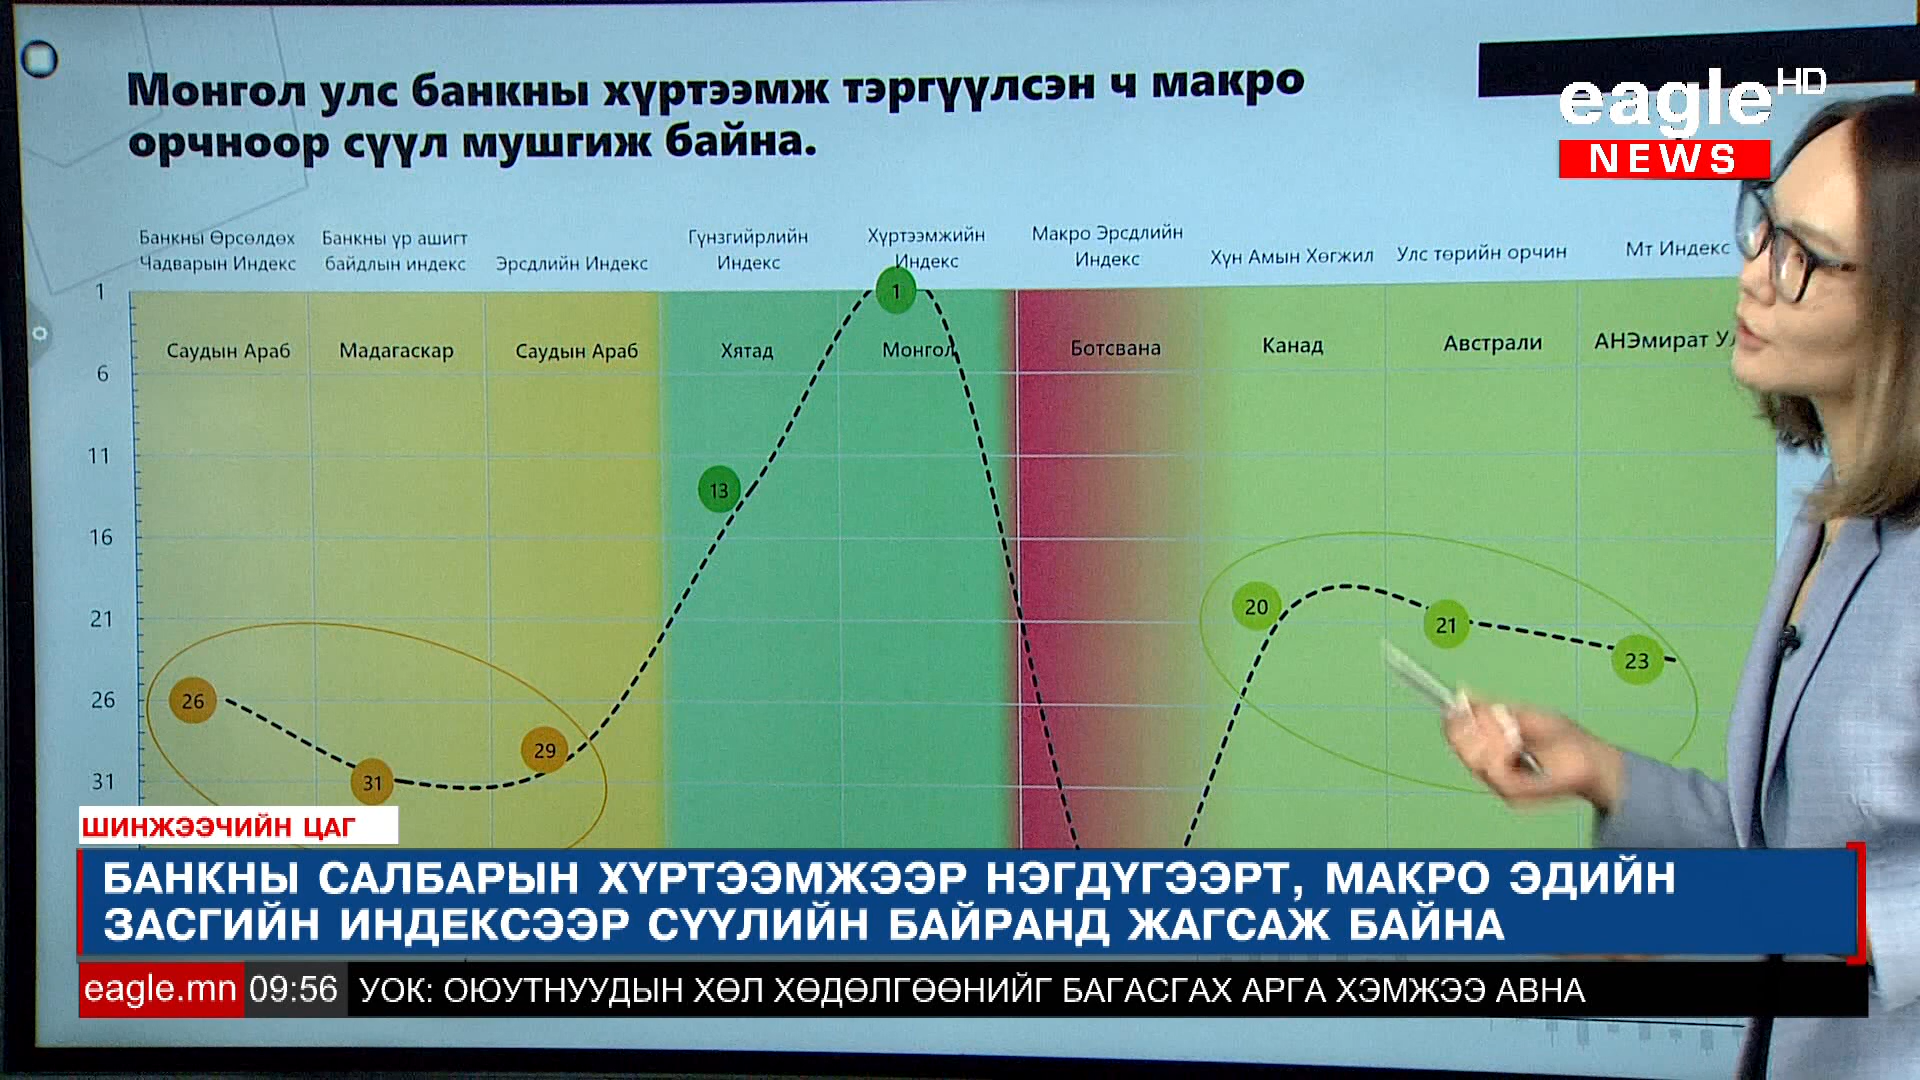 Монгол улс банкны хүртээмж тэргүүлсэн ч макро
орчноор сүүл мушгиж байна.
eagle HD
NEWS
Банкны Өрсөлдөх
Чадварын Индекс
Банкны үр ашигт
байдлын индекс
Эрсдлийн Индекс
Гүнзгийрлийн
Индекс
Хүртээмжийн
Индекс
Макро Эрсдлийн
Индекс
Хүн Амын Хөгжил
Улс төрийн орчин
Мт Индекс
Саудын Араб
Мадагаскар
Саудын Араб
Хятад
Монгол
Ботсвана
Канад
Австрали
АНЭмират
1
6
11
16
21
26
31
26
31
29
13
1
20
21
23
ШИНЖЭЭЧИЙН ЦАГ
БАНКНЫ САЛБАРЫН ХҮРТЭЭМЖЭЭР НЭГДҮГЭЭРТ, МАКРО ЭДИЙН
ЗАСГИЙН ИНДЕКСЭЭР СҮҮЛИЙН БАЙРАНД ЖАГСАЖ БАЙНА
eagle.mn 09:56 УОК: ОЮУТНУУДЫН ХӨЛ ХӨДӨЛГӨӨНИЙГ БАГАСГАХ АРГА ХЭМЖЭЭ АВНА